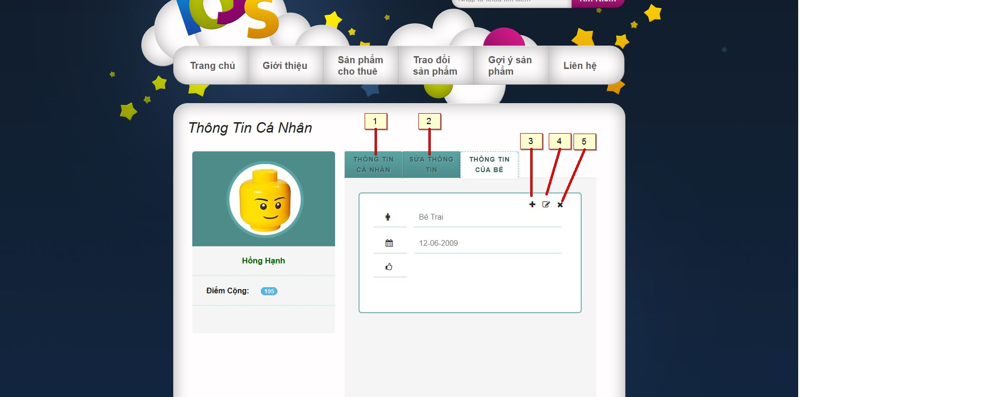 Trang chủ
Giới thiệu
Sản phẩm
cho thuê
Trao đổi
sản phẩm
Gợi ý sản
phẩm
Liên hệ
Thông Tin Cá Nhân
1
2
3
4
5
THÔNG TIN
CÁ NHÂN
SỬA THÔNG
TIN
THÔNG TIN
CỦA BÉ
Bé Trai
12-06-2009
Hồng Hạnh
Điểm Cộng: 195